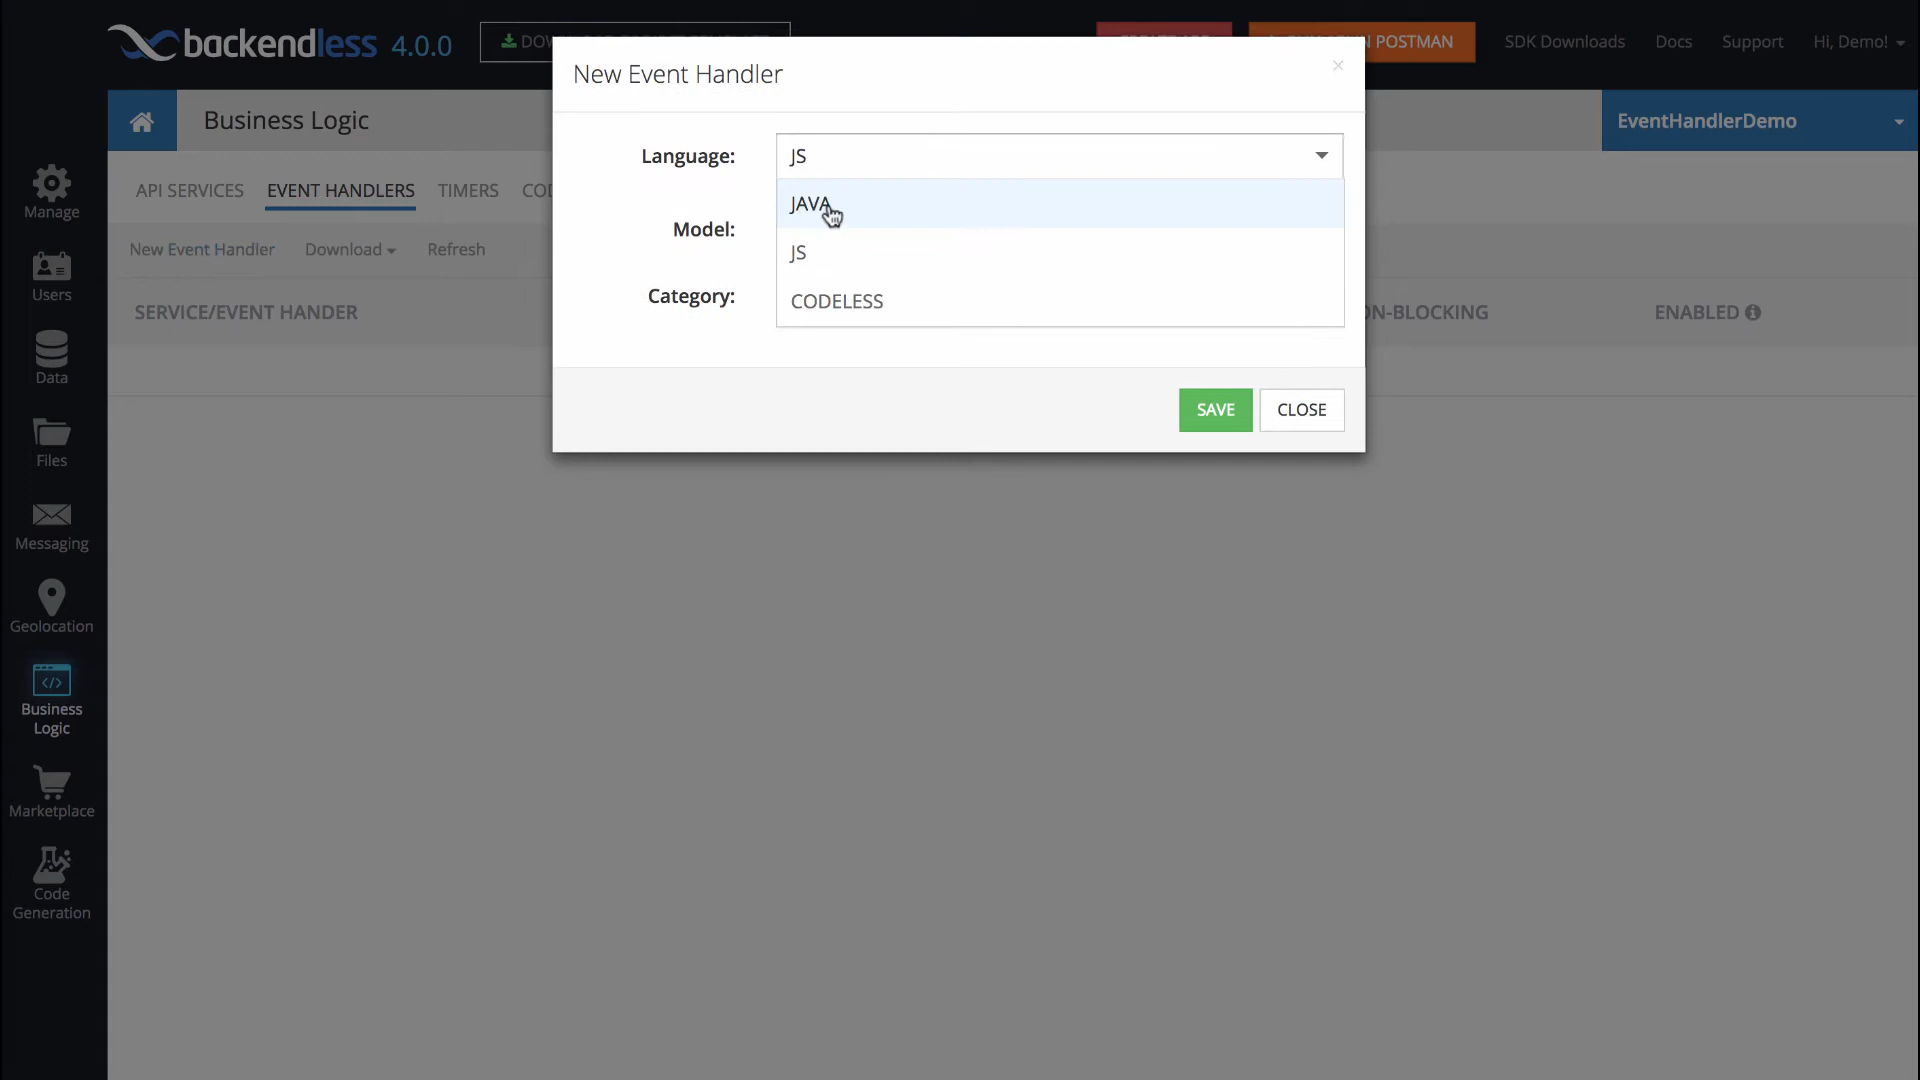 backendless 4.0.0
POSTMAN
SDK Downloads
Docs
Support
Hi, Demo!
New Event Handler
×
Business Logic
EventHandlerDemo
Language:
JS
JAVA
JS
CODELESS
Model:
Category:
SAVE
CLOSE
API SERVICES
EVENT HANDLERS
TIMERS
New Event Handler
Download
Refresh
SERVICE/EVENT HANDER
N-BLOCKING
ENABLED
Manage
Users
Data
Files
Messaging
Geolocation
</>
Business
Logic
Marketplace
Code
Generation